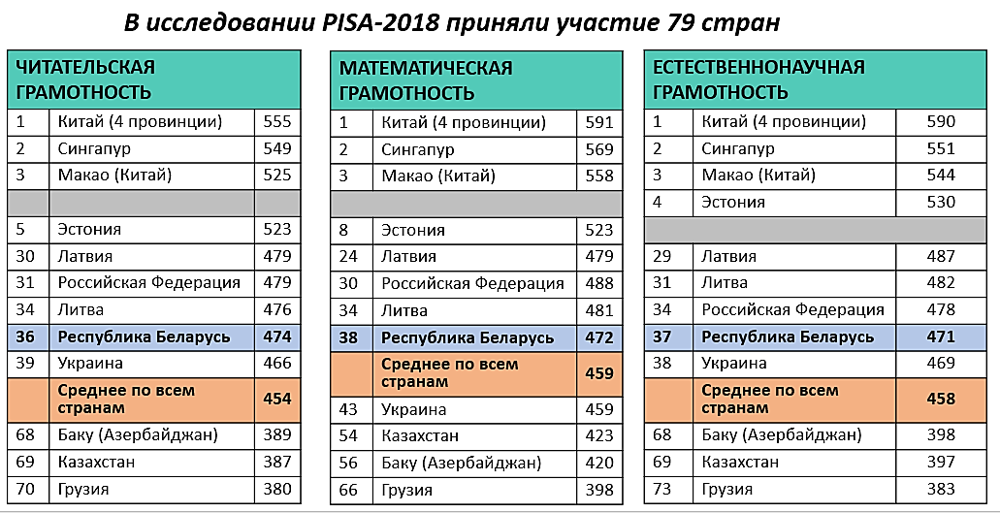 В исследовании PISA-2018 приняли участие 79 стран
ЧИТАТЕЛЬСКАЯ
ГРАМОТНОСТЬ
1 Китай (4 провинции) 555
2 Сингапур 549
3 Макао (Китай) 525
5 Эстония 523
30 Латвия 479
31 Российская Федерация 479
34 Литва 476
36 Республика Беларусь 474
39 Украина 466
Среднее по всем
странам 454
68 Баку (Азербайджан) 389
69 Казахстан 387
70 Грузия 380
МАТЕМАТИЧЕСКАЯ
ГРАМОТНОСТЬ
1 Китай (4 провинции) 591
2 Сингапур 569
3 Макао (Китай) 558
8 Эстония 523
24 Латвия 479
30 Российская Федерация 488
34 Литва 481
38 Республика Беларусь 472
Среднее по всем
странам 459
43 Украина 459
54 Казахстан 423
56 Баку (Азербайджан) 420
66 Грузия 398
ЕСТЕСТВЕННОНАУЧНАЯ
ГРАМОТНОСТЬ
1 Китай (4 провинции) 590
2 Сингапур 551
3 Макао (Китай) 544
4 Эстония 530
29 Латвия 487
31 Литва 482
34 Российская Федерация 478
37 Республика Беларусь 471
38 Украина 469
Среднее по всем
странам 458
68 Баку (Азербайджан) 398
69 Казахстан 397
73 Грузия 383